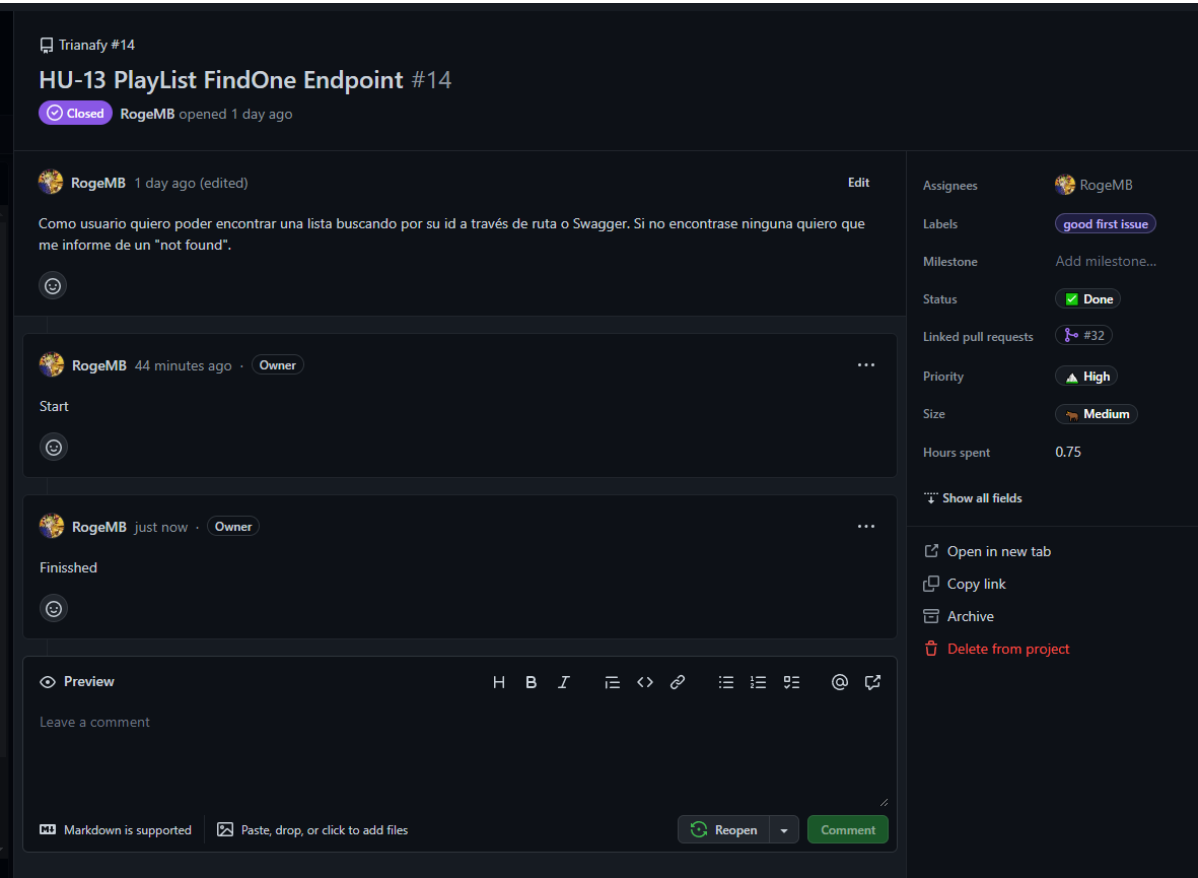 Trianafy #14
HU-13 PlayList FindOne Endpoint #14
Closed RogeMB opened 1 day ago
RogeMB 1 day ago (edited) Edit
Como usuario quiero poder encontrar una lista buscando por su id a través de ruta o Swagger. Si no encontrase ninguna quiero que
me informe de un "not found".
RogeMB 44 minutes ago · Owner
Start
RogeMB just now · Owner
Finisshed
Preview
Leave a comment
Markdown is supported
Paste, drop, or click to add files
Reopen
Comment
Assignees RogeMB
Labels good first issue
Milestone Add milestone...
Status Done
Linked pull requests #32
Priority High
Size Medium
Hours spent 0.75
Show all fields
Open in new tab
Copy link
Archive
Delete from project